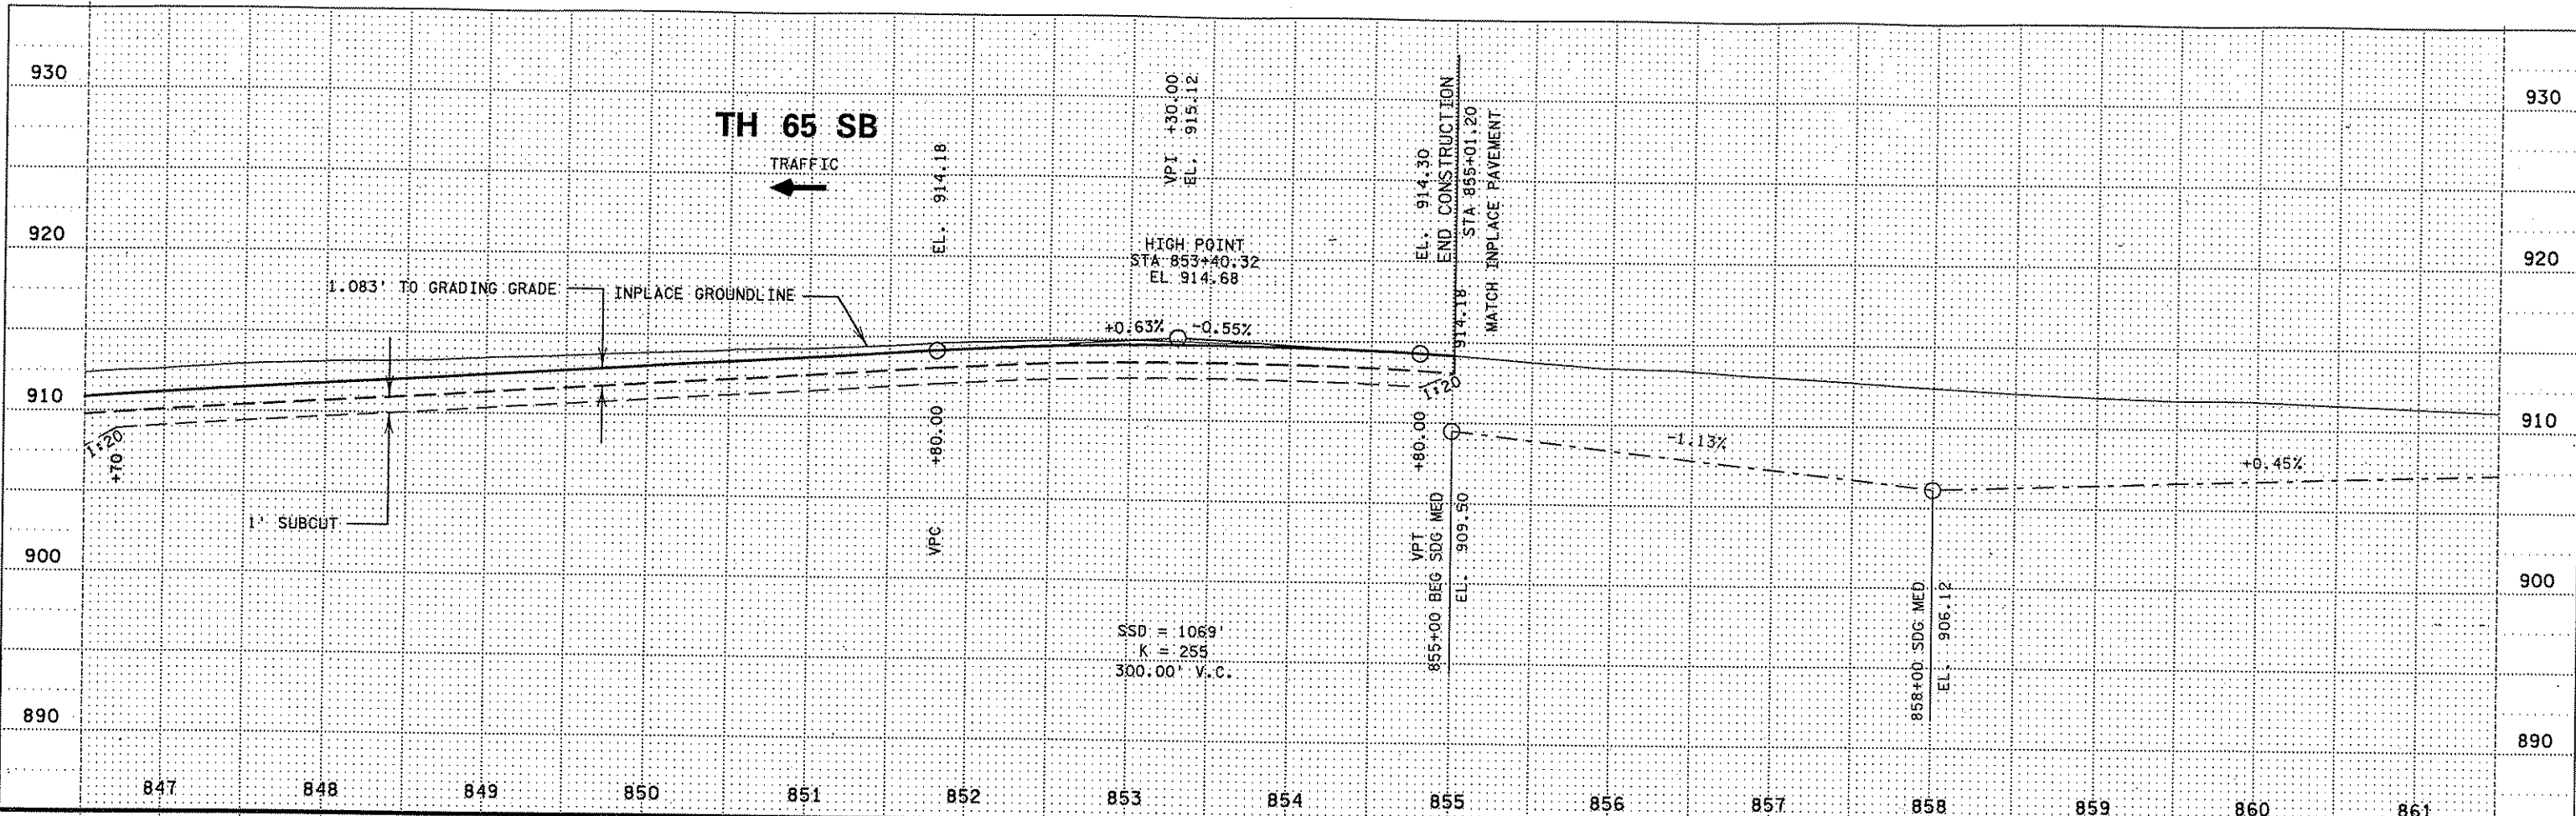 930
930
920
920
910
910
900
900
890
890
TH 65 SB
TRAFFIC
EL. 914.18
VPI +30.00
EL. 915.12
EL. 914.30
END CONSTRUCTION
STA 855+01.20
MATCH INPLACE PAVEMENT
HIGH POINT
STA 853+40.32
EL 914.68
1.083' TO GRADING GRADE
INPLACE GROUNDLINE
+0.63%
-0.55%
914.18
1:20
1:20
+70
+80.00
VPC
+80.00
VPT
1' SUBCUT
855+00 BEG SDG MED
EL. 909.50
-1.13%
+0.45%
858+00 SDG MED
EL. 906.12
SSD = 1069'
K = 255
300.00' V.C.
847 848 849 850 851 852 853 854 855 856 857 858 859 860 861